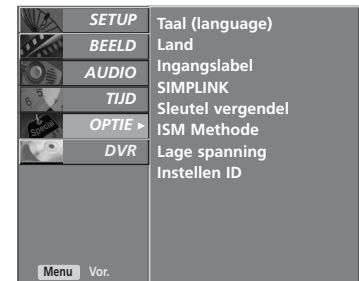 SETUP
BEELD
AUDIO
TIJD
OPTIE ►
DVR
Taal (language)
Land
Ingangslabel
SIMPLINK
Sleutel vergendel
ISM Methode
Lage spanning
Instellen ID
Special
Menu Vor.